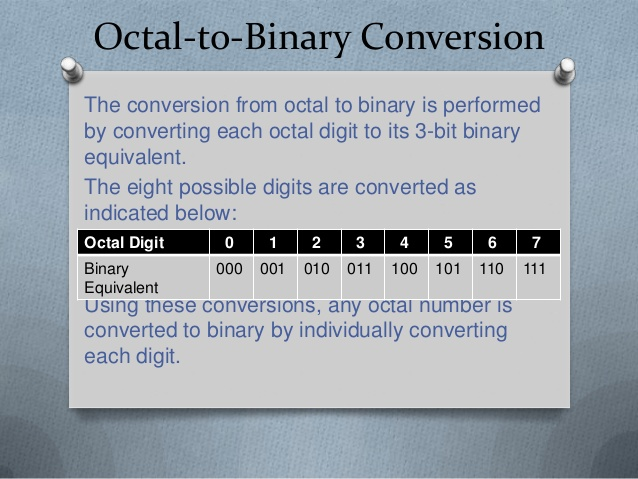 Octal-to-Binary Conversion
The conversion from octal to binary is performed
by converting each octal digit to its 3-bit binary
equivalent.
The eight possible digits are converted as
indicated below:
Octal Digit 0 1 2 3 4 5 6 7
Binary 000 001 010 011 100 101 110 111
Equivalent
Using these conversions, any octal number is
converted to binary by individually converting
each digit.